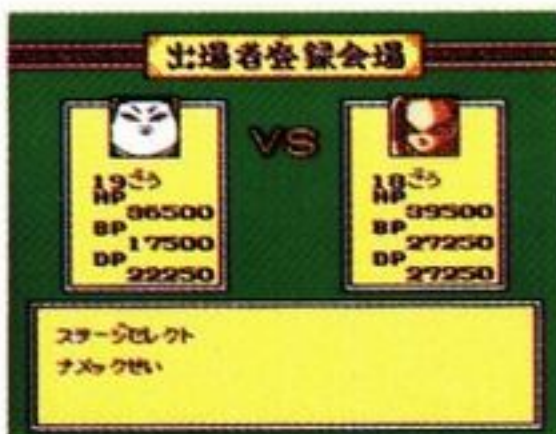 出場者登録会場
VS
19ごう
HP
36500
BP
17500
DP
22250
18ごう
HP
39500
BP
27250
DP
27250
ステージセレクト
ナメックせい